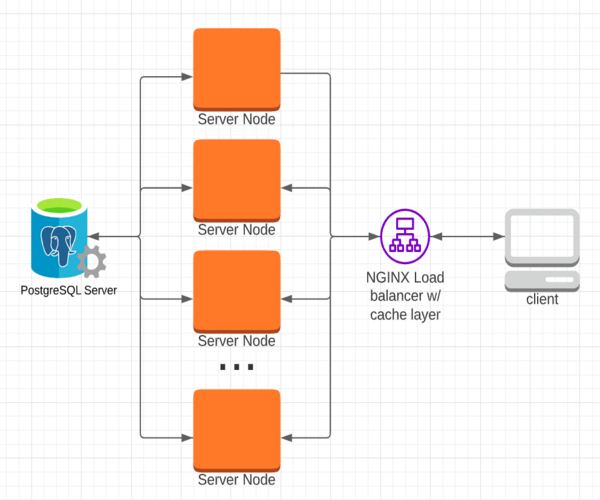 Server Node
Server Node
PostgreSQL Server
NGINX Load
balancer w/
cache layer
client
Server Node
...
Server Node